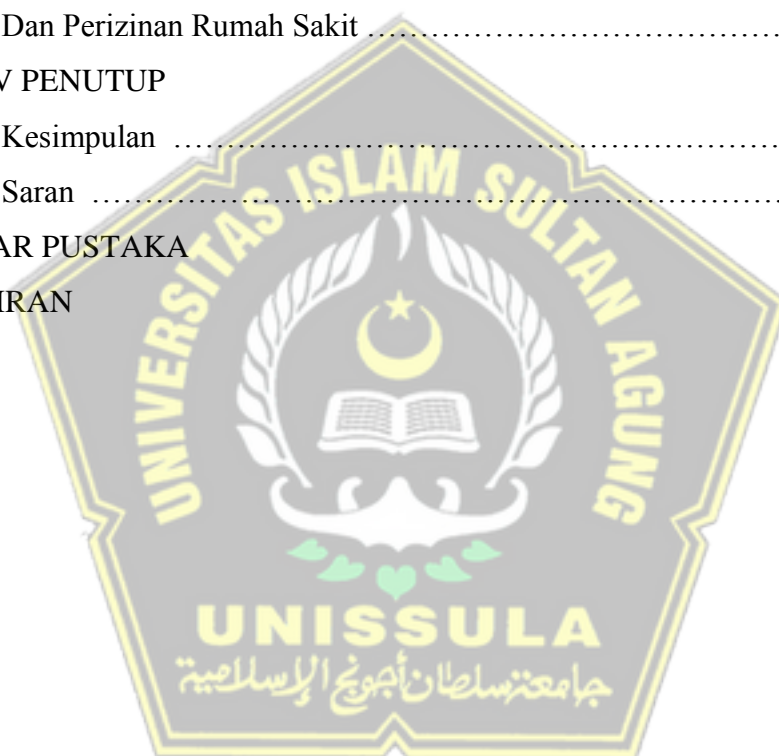 Dan Perizinan Rumah Sakit ……………………………
V PENUTUP
Kesimpulan ………………………………………………
Saran ………………………………………………………
AR PUSTAKA
IRAN
UNIVERSITAS ISLAM SULTAN AGUNG
UNISSULA
جامعة سلطان أجونج الإسلامية